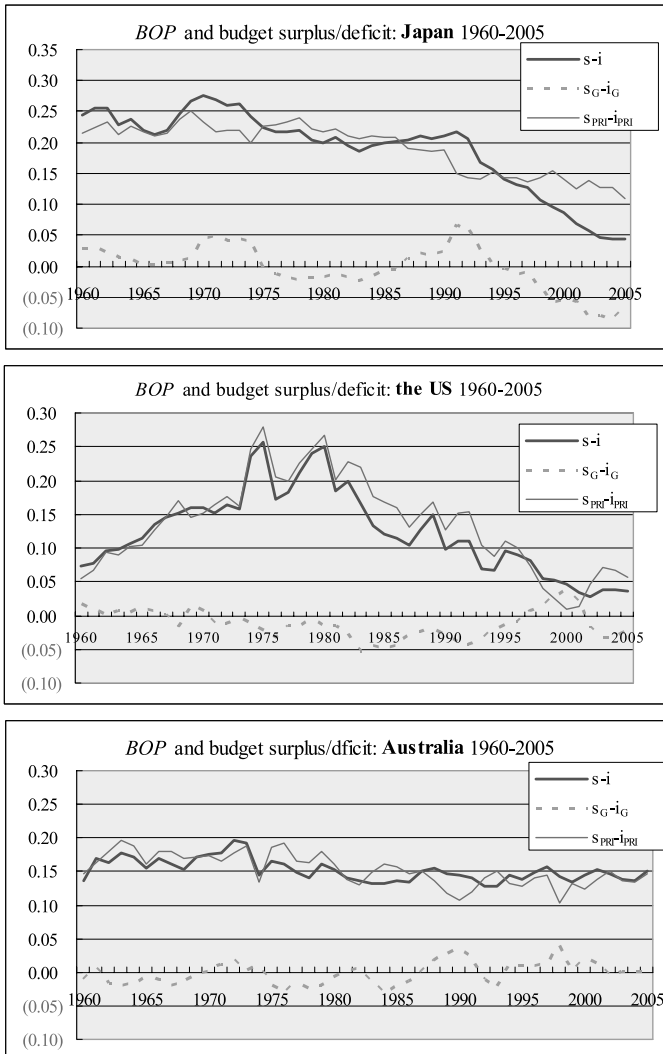 BOP and budget surplus/deficit: Japan 1960-2005
0.35
0.30
0.25
0.20
0.15
0.10
0.05
0.00
(0.05)
(0.10)
s-i
sG-iG
sPRI-iPRI
1960 1965 1970 1975 1980 1985 1990 1995 2000 2005
BOP and budget surplus/deficit: the US 1960-2005
0.30
0.25
0.20
0.15
0.10
0.05
0.00
(0.05)
(0.10)
s-i
sG-iG
sPRI-iPRI
1960 1965 1970 1975 1980 1985 1990 1995 2000 2005
BOP and budget surplus/dficit: Australia 1960-2005
0.30
0.25
0.20
0.15
0.10
0.05
0.00
(0.05)
(0.10)
s-i
sG-iG
sPRI-iPRI
1960 1965 1970 1975 1980 1985 1990 1995 2000 2005